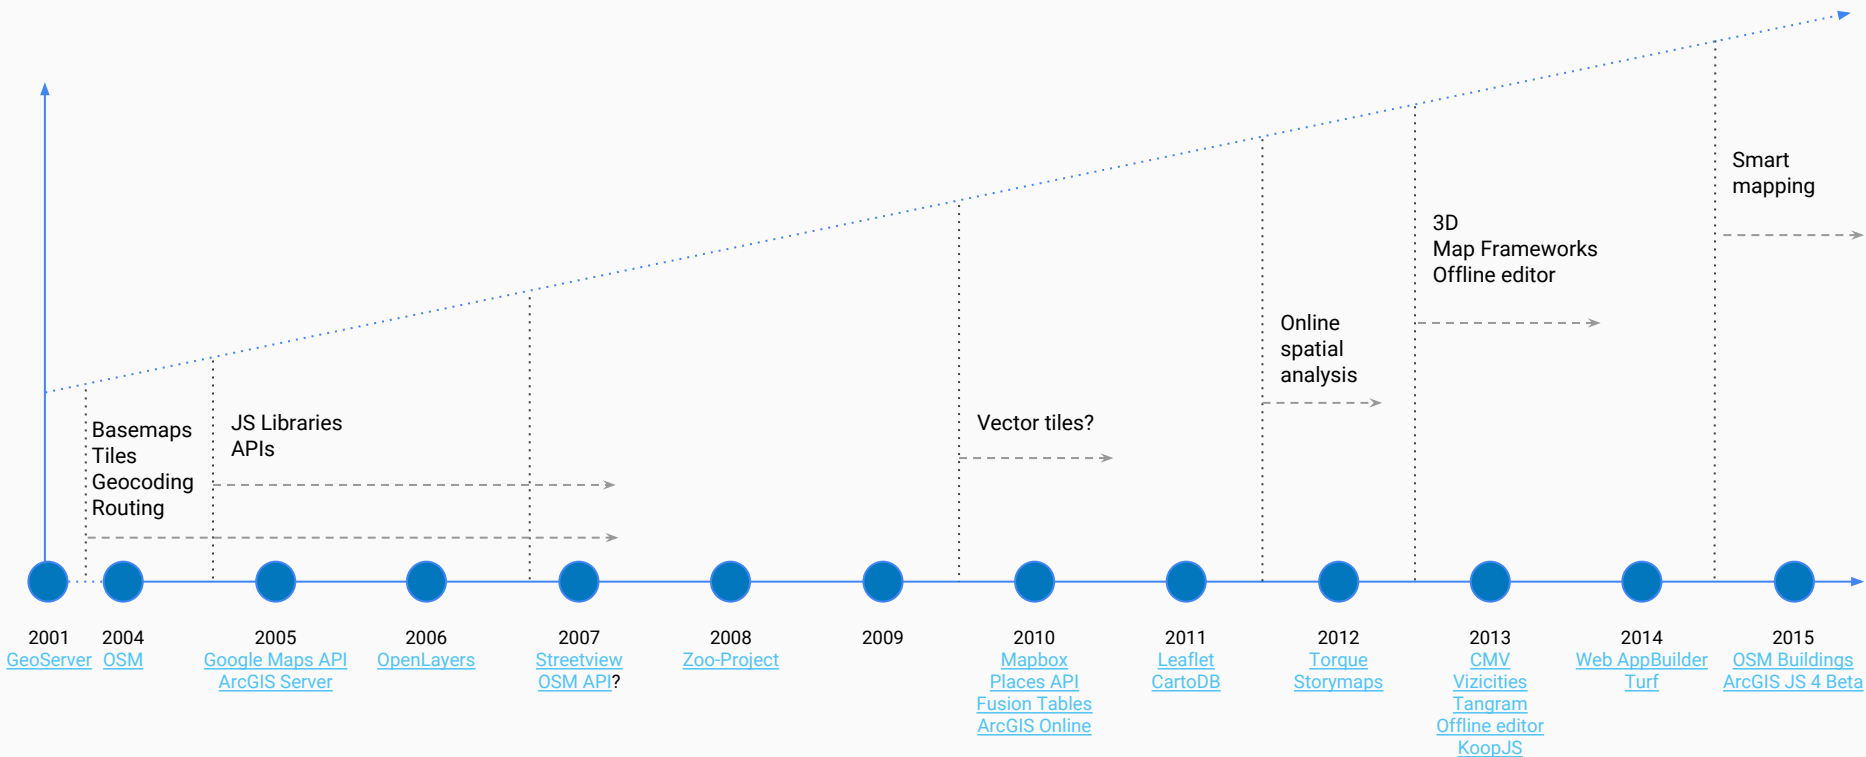 Smart
mapping
3D
Map Frameworks
Offline editor
Online
spatial
analysis
Vector tiles?
JS Libraries
APIs
Basemaps
Tiles
Geocoding
Routing
2001
GeoServer
2004
OSM
2005
Google Maps API
ArcGIS Server
2006
OpenLayers
2007
Streetview
OSM API?
2008
Zoo-Project
2009
2010
Mapbox
Places API
Fusion Tables
ArcGIS Online
2011
Leaflet
CartoDB
2012
Torque
Storymaps
2013
CMV
Vizicities
Tangram
Offline editor
KoopJS
2014
Web AppBuilder
Turf
2015
OSM Buildings
ArcGIS JS 4 Beta